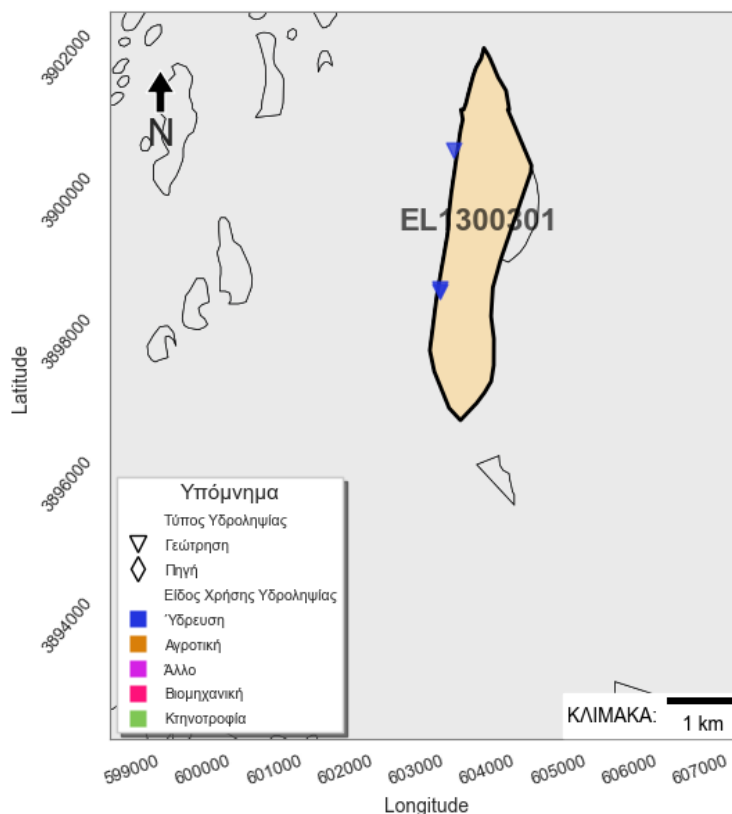 3902000
3900000
3898000
3896000
3894000
Latitude
N
EL1300301
Υπόμνημα
Τύπος Υδροληψίας
Γεώτρηση
Πηγή
Είδος Χρήσης Υδροληψίας
Ύδρευση
Αγροτική
Άλλο
Βιομηχανική
Κτηνοτροφία
ΚΛΙΜΑΚΑ:
1 km
599000 600000 601000 602000 603000 604000 605000 606000 607000
Longitude